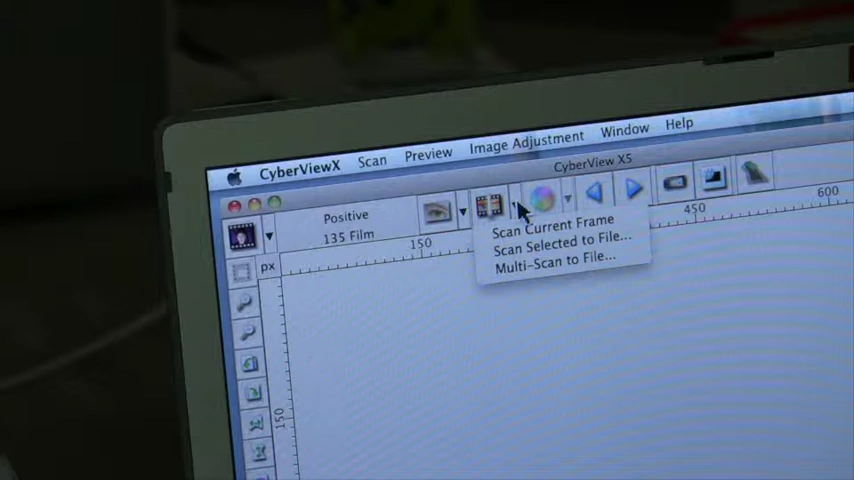 CyberViewX Scan Preview Image Adjustment Window Help
CyberView X5
Positive
135 Film
px
150
450
600
Scan Current Frame
Scan Selected to File...
Multi-Scan to File...
150